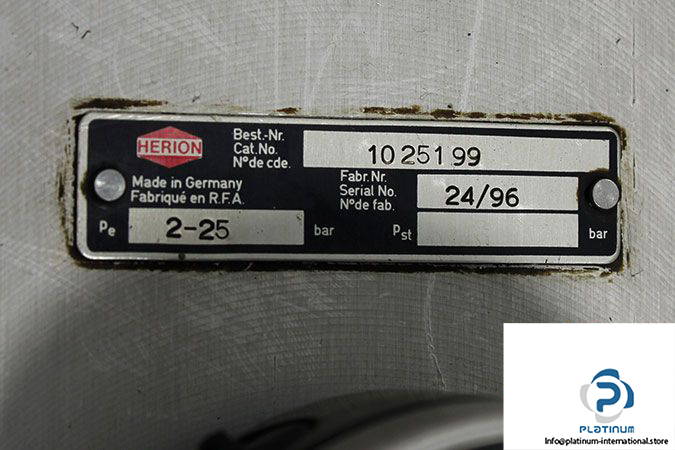 HERION
Best.-Nr.
Cat.No.
N° de cde.
10 251 99
Made in Germany
Fabriqué en R.F.A.
Fabr.Nr.
Serial No.
N° de fab.
24/96
pe 2-25 bar
pst bar
PLATINUM
Info@platinum-international.store